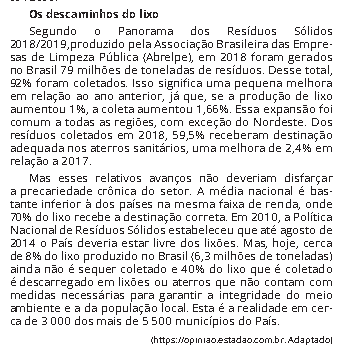 Os descaminhos do lixo
Segundo o Panorama dos Resíduos Sólidos
2018/2019,produzido pela Associação Brasileira das Empre-
sas de Limpeza Pública (Abrelpe), em 2018 foram gerados
no Brasil 79 milhões de toneladas de resíduos. Desse total,
92% foram coletados. Isso significa uma pequena melhora
em relação ao ano anterior, já que, se a produção de lixo
aumentou 1%, a coleta aumentou 1,66%. Essa expansão foi
comum a todas as regiões, com exceção do Nordeste. Dos
resíduos coletados em 2018, 59,5% receberam destinação
adequada nos aterros sanitários, uma melhora de 2,4% em
relação a 2017.
Mas esses relativos avanços não deveriam disfarçar
a precariedade crônica do setor. A média nacional é bas-
tante inferior à dos países na mesma faixa de renda, onde
70% do lixo recebe a destinação correta. Em 2010, a Política
Nacional de Resíduos Sólidos estabeleceu que até agosto de
2014 o País deveria estar livre dos lixões. Mas, hoje, cerca
de 8% do lixo produzido no Brasil (6,3 milhões de toneladas)
ainda não é sequer coletado e 40% do lixo que é coletado
é descarregado em lixões ou aterros que não contam com
medidas necessárias para garantir a integridade do meio
ambiente e a da população local. Esta é a realidade em cer-
ca de 3 000 dos mais de 5 500 municípios do País.
(https://opiniao.estadao.com.br. Adaptado)